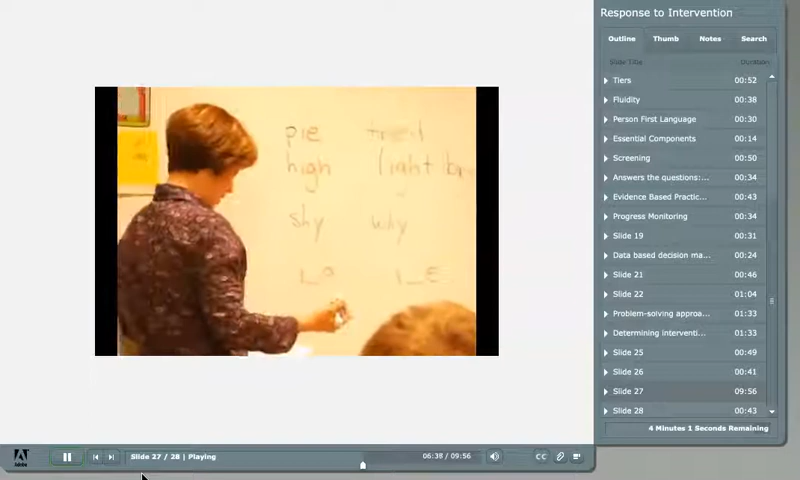 Response to Intervention
Outline Thumb Notes Search
Slide Title Duration
Tiers 00:52
Fluidity 00:38
Person First Language 00:30
Essential Components 00:14
Screening 00:50
Answers the questions:... 00:34
Evidence Based Practic... 00:43
Progress Monitoring 00:34
Slide 19 00:31
Data based decision ma... 00:24
Slide 21 00:46
Slide 22 01:04
Problem-solving approa... 01:33
Determining interventi... 01:33
Slide 25 00:49
Slide 26 00:41
Slide 27 09:56
Slide 28 00:43
4 Minutes 1 Seconds Remaining
pie tried
high light
shy why
Adobe
Slide 27 / 28 | Playing 06:38 / 09:56 CC